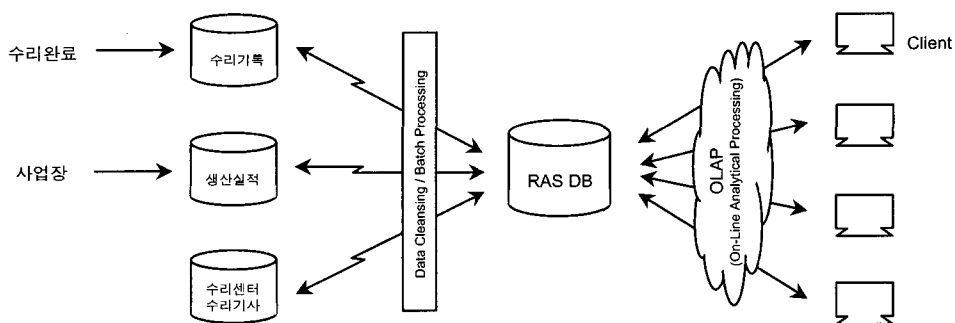 수리완료
수리기록
사업장
생산실적
수리센터
수리기사
Data Cleansing / Batch Processing
RAS DB
OLAP
(On-Line Analytical Processing)
Client